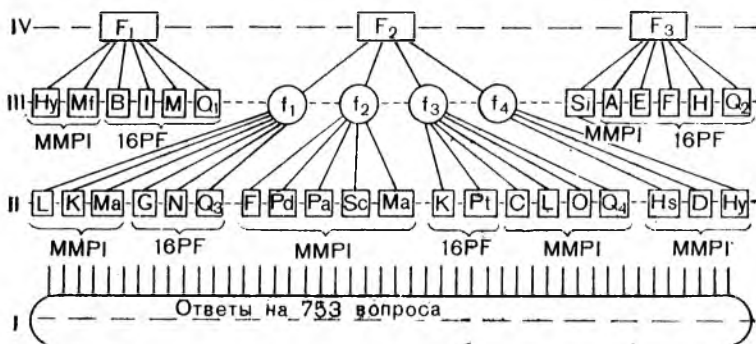 IV F₁ F₂ F₃
III Hy Mf B I M Q₁ f₁ f₂ f₃ f₄ Si A E F H Q₂
MMPI 16PF MMPI 16PF
II L K Ma G N Q₃ F Pd Pa Sc Ma K Pt C L O Q₄ Hs D Hy
MMPI 16PF MMPI 16PF MMPI MMPI
I Ответы на 753 вопроса